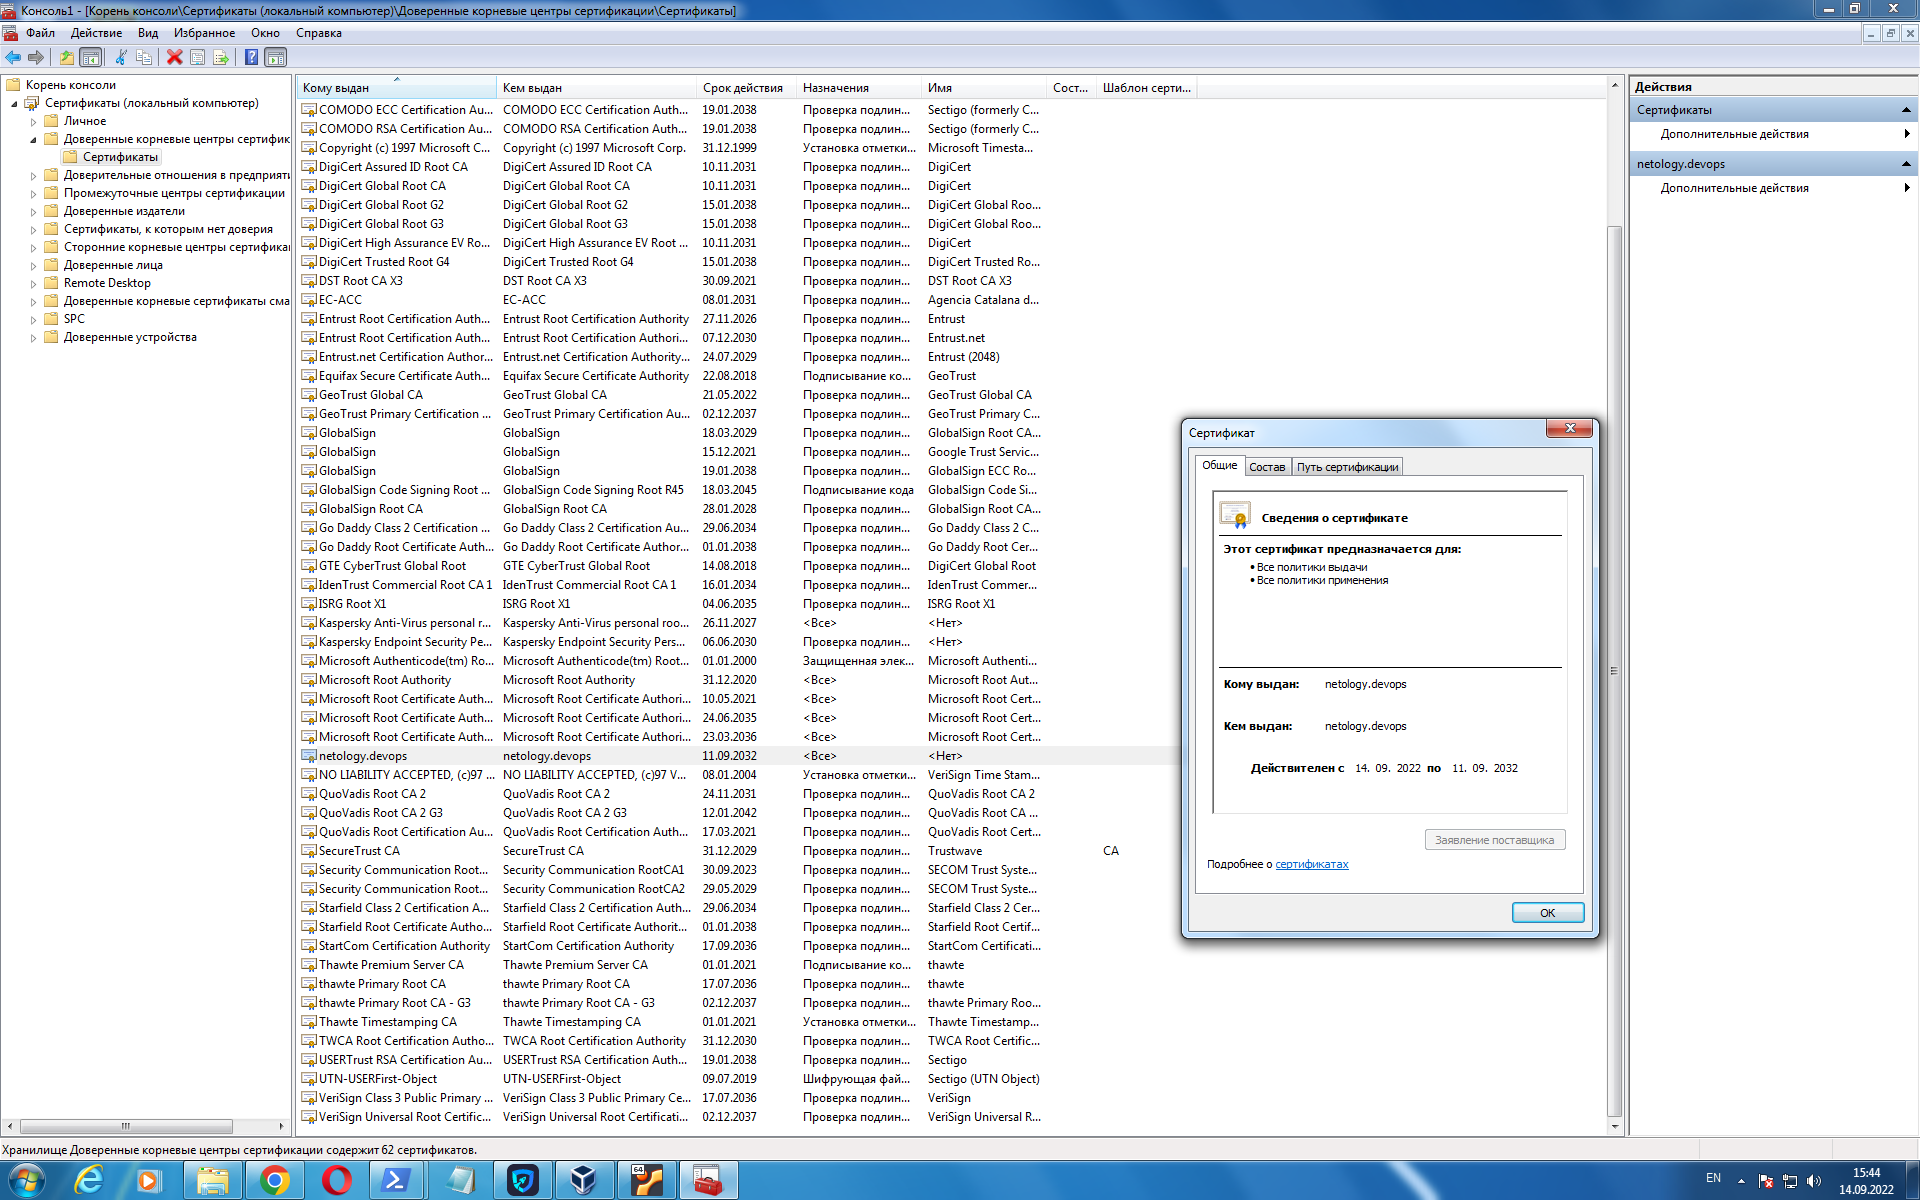 Консоль1 - [Корень консоли\Сертификаты (локальный компьютер)\Доверенные корневые центры сертификации\Сертификаты]
Файл Действие Вид Избранное Окно Справка
Корень консоли
Сертификаты (локальный компьютер)
Личное
Доверенные корневые центры сертифик
Сертификаты
Доверительные отношения в предприяти
Промежуточные центры сертификации
Доверенные издатели
Сертификаты, к которым нет доверия
Сторонние корневые центры сертифика
Доверенные лица
Remote Desktop
Доверенные корневые сертификаты сма
SPC
Доверенные устройства
Кому выдан Кем выдан Срок действия Назначения Имя Сост... Шаблон серти...
COMODO ECC Certification Au... COMODO ECC Certification Auth... 19.01.2038 Проверка подлин... Sectigo (formerly C...
COMODO RSA Certification Au... COMODO RSA Certification Auth... 19.01.2038 Проверка подлин... Sectigo (formerly C...
Copyright (c) 1997 Microsoft C... Copyright (c) 1997 Microsoft Corp. 31.12.1999 Установка отметки... Microsoft Timesta...
DigiCert Assured ID Root CA DigiCert Assured ID Root CA 10.11.2031 Проверка подлин... DigiCert
DigiCert Global Root CA DigiCert Global Root CA 10.11.2031 Проверка подлин... DigiCert
DigiCert Global Root G2 DigiCert Global Root G2 15.01.2038 Проверка подлин... DigiCert Global Roo...
DigiCert Global Root G3 DigiCert Global Root G3 15.01.2038 Проверка подлин... DigiCert Global Roo...
DigiCert High Assurance EV Ro... DigiCert High Assurance EV Root ... 10.11.2031 Проверка подлин... DigiCert
DigiCert Trusted Root G4 DigiCert Trusted Root G4 15.01.2038 Проверка подлин... DigiCert Trusted Ro...
DST Root CA X3 DST Root CA X3 30.09.2021 Проверка подлин... DST Root CA X3
EC-ACC EC-ACC 08.01.2031 Проверка подлин... Agencia Catalana d...
Entrust Root Certification Auth... Entrust Root Certification Authority 27.11.2026 Проверка подлин... Entrust
Entrust Root Certification Auth... Entrust Root Certification Authori... 07.12.2030 Проверка подлин... Entrust.net
Entrust.net Certification Author... Entrust.net Certification Authority... 24.07.2029 Проверка подлин... Entrust (2048)
Equifax Secure Certificate Auth... Equifax Secure Certificate Authority 22.08.2018 Подписывание ко... GeoTrust
GeoTrust Global CA GeoTrust Global CA 21.05.2022 Проверка подлин... GeoTrust Global CA
GeoTrust Primary Certification ... GeoTrust Primary Certification Au... 02.12.2037 Проверка подлин... GeoTrust Primary C...
GlobalSign GlobalSign 18.03.2029 Проверка подлин... GlobalSign Root CA...
GlobalSign GlobalSign 15.12.2021 Проверка подлин... Google Trust Servic...
GlobalSign GlobalSign 19.01.2038 Проверка подлин... GlobalSign ECC Ro...
GlobalSign Code Signing Root ... GlobalSign Code Signing Root R45 18.03.2045 Подписывание кода GlobalSign Code Si...
GlobalSign Root CA GlobalSign Root CA 28.01.2028 Проверка подлин... GlobalSign Root CA...
Go Daddy Class 2 Certification ... Go Daddy Class 2 Certification Au... 29.06.2034 Проверка подлин... Go Daddy Class 2 C...
Go Daddy Root Certificate Auth... Go Daddy Root Certificate Author... 01.01.2038 Проверка подлин... Go Daddy Root Cer...
GTE CyberTrust Global Root GTE CyberTrust Global Root 14.08.2018 Проверка подлин... DigiCert Global Root
IdenTrust Commercial Root CA 1 IdenTrust Commercial Root CA 1 16.01.2034 Проверка подлин... IdenTrust Commer...
ISRG Root X1 ISRG Root X1 04.06.2035 Проверка подлин... ISRG Root X1
Kaspersky Anti-Virus personal r... Kaspersky Anti-Virus personal roo... 26.11.2027 <Все> <Нет>
Kaspersky Endpoint Security Pe... Kaspersky Endpoint Security Pers... 06.06.2030 Проверка подлин... <Нет>
Microsoft Authenticode(tm) Ro... Microsoft Authenticode(tm) Root... 01.01.2000 Защищенная элек... Microsoft Authenti...
Microsoft Root Authority Microsoft Root Authority 31.12.2020 <Все> Microsoft Root Aut...
Microsoft Root Certificate Auth... Microsoft Root Certificate Authori... 10.05.2021 <Все> Microsoft Root Cert...
Microsoft Root Certificate Auth... Microsoft Root Certificate Authori... 24.06.2035 <Все> Microsoft Root Cert...
Microsoft Root Certificate Auth... Microsoft Root Certificate Authori... 23.03.2036 <Все> Microsoft Root Cert...
netology.devops netology.devops 11.09.2032 <Все> <Нет>
NO LIABILITY ACCEPTED, (c)97 ... NO LIABILITY ACCEPTED, (c)97 V... 08.01.2004 Установка отметки... VeriSign Time Stam...
QuoVadis Root CA 2 QuoVadis Root CA 2 24.11.2031 Проверка подлин... QuoVadis Root CA 2
QuoVadis Root CA 2 G3 QuoVadis Root CA 2 G3 12.01.2042 Проверка подлин... QuoVadis Root CA ...
QuoVadis Root Certification Au... QuoVadis Root Certification Auth... 17.03.2021 Проверка подлин... QuoVadis Root Cert...
SecureTrust CA SecureTrust CA 31.12.2029 Проверка подлин... Trustwave CA
Security Communication Root... Security Communication RootCA1 30.09.2023 Проверка подлин... SECOM Trust Syste...
Security Communication Root... Security Communication RootCA2 29.05.2029 Проверка подлин... SECOM Trust Syste...
Starfield Class 2 Certification A... Starfield Class 2 Certification Auth... 29.06.2034 Проверка подлин... Starfield Class 2 Cer...
Starfield Root Certificate Autho... Starfield Root Certificate Authorit... 01.01.2038 Проверка подлин... Starfield Root Certif...
StartCom Certification Authority StartCom Certification Authority 17.09.2036 Проверка подлин... StartCom Certificati...
Thawte Premium Server CA Thawte Premium Server CA 01.01.2021 Подписывание ко... thawte
thawte Primary Root CA thawte Primary Root CA 17.07.2036 Проверка подлин... thawte
thawte Primary Root CA - G3 thawte Primary Root CA - G3 02.12.2037 Проверка подлин... thawte Primary Roo...
Thawte Timestamping CA Thawte Timestamping CA 01.01.2021 Установка отметки... Thawte Timestamp...
TWCA Root Certification Autho... TWCA Root Certification Authority 31.12.2030 Проверка подлин... TWCA Root Certific...
USERTrust RSA Certification Au... USERTrust RSA Certification Auth... 19.01.2038 Проверка подлин... Sectigo
UTN-USERFirst-Object UTN-USERFirst-Object 09.07.2019 Шифрующая фай... Sectigo (UTN Object)
VeriSign Class 3 Public Primary ... VeriSign Class 3 Public Primary Ce... 17.07.2036 Проверка подлин... VeriSign
VeriSign Universal Root Certific... VeriSign Universal Root Certificati... 02.12.2037 Проверка подлин... VeriSign Universal R...
Действия
Сертификаты
Дополнительные действия
netology.devops
Дополнительные действия
Сертификат
Общие Состав Путь сертификации
Сведения о сертификате
Этот сертификат предназначается для:
• Все политики выдачи
• Все политики применения
Кому выдан: netology.devops
Кем выдан: netology.devops
Действителен с 14. 09. 2022 по 11. 09. 2032
Заявление поставщика
Подробнее о сертификатах
OK
Хранилище Доверенные корневые центры сертификации содержит 62 сертификатов.
64
EN
15:44
14.09.2022